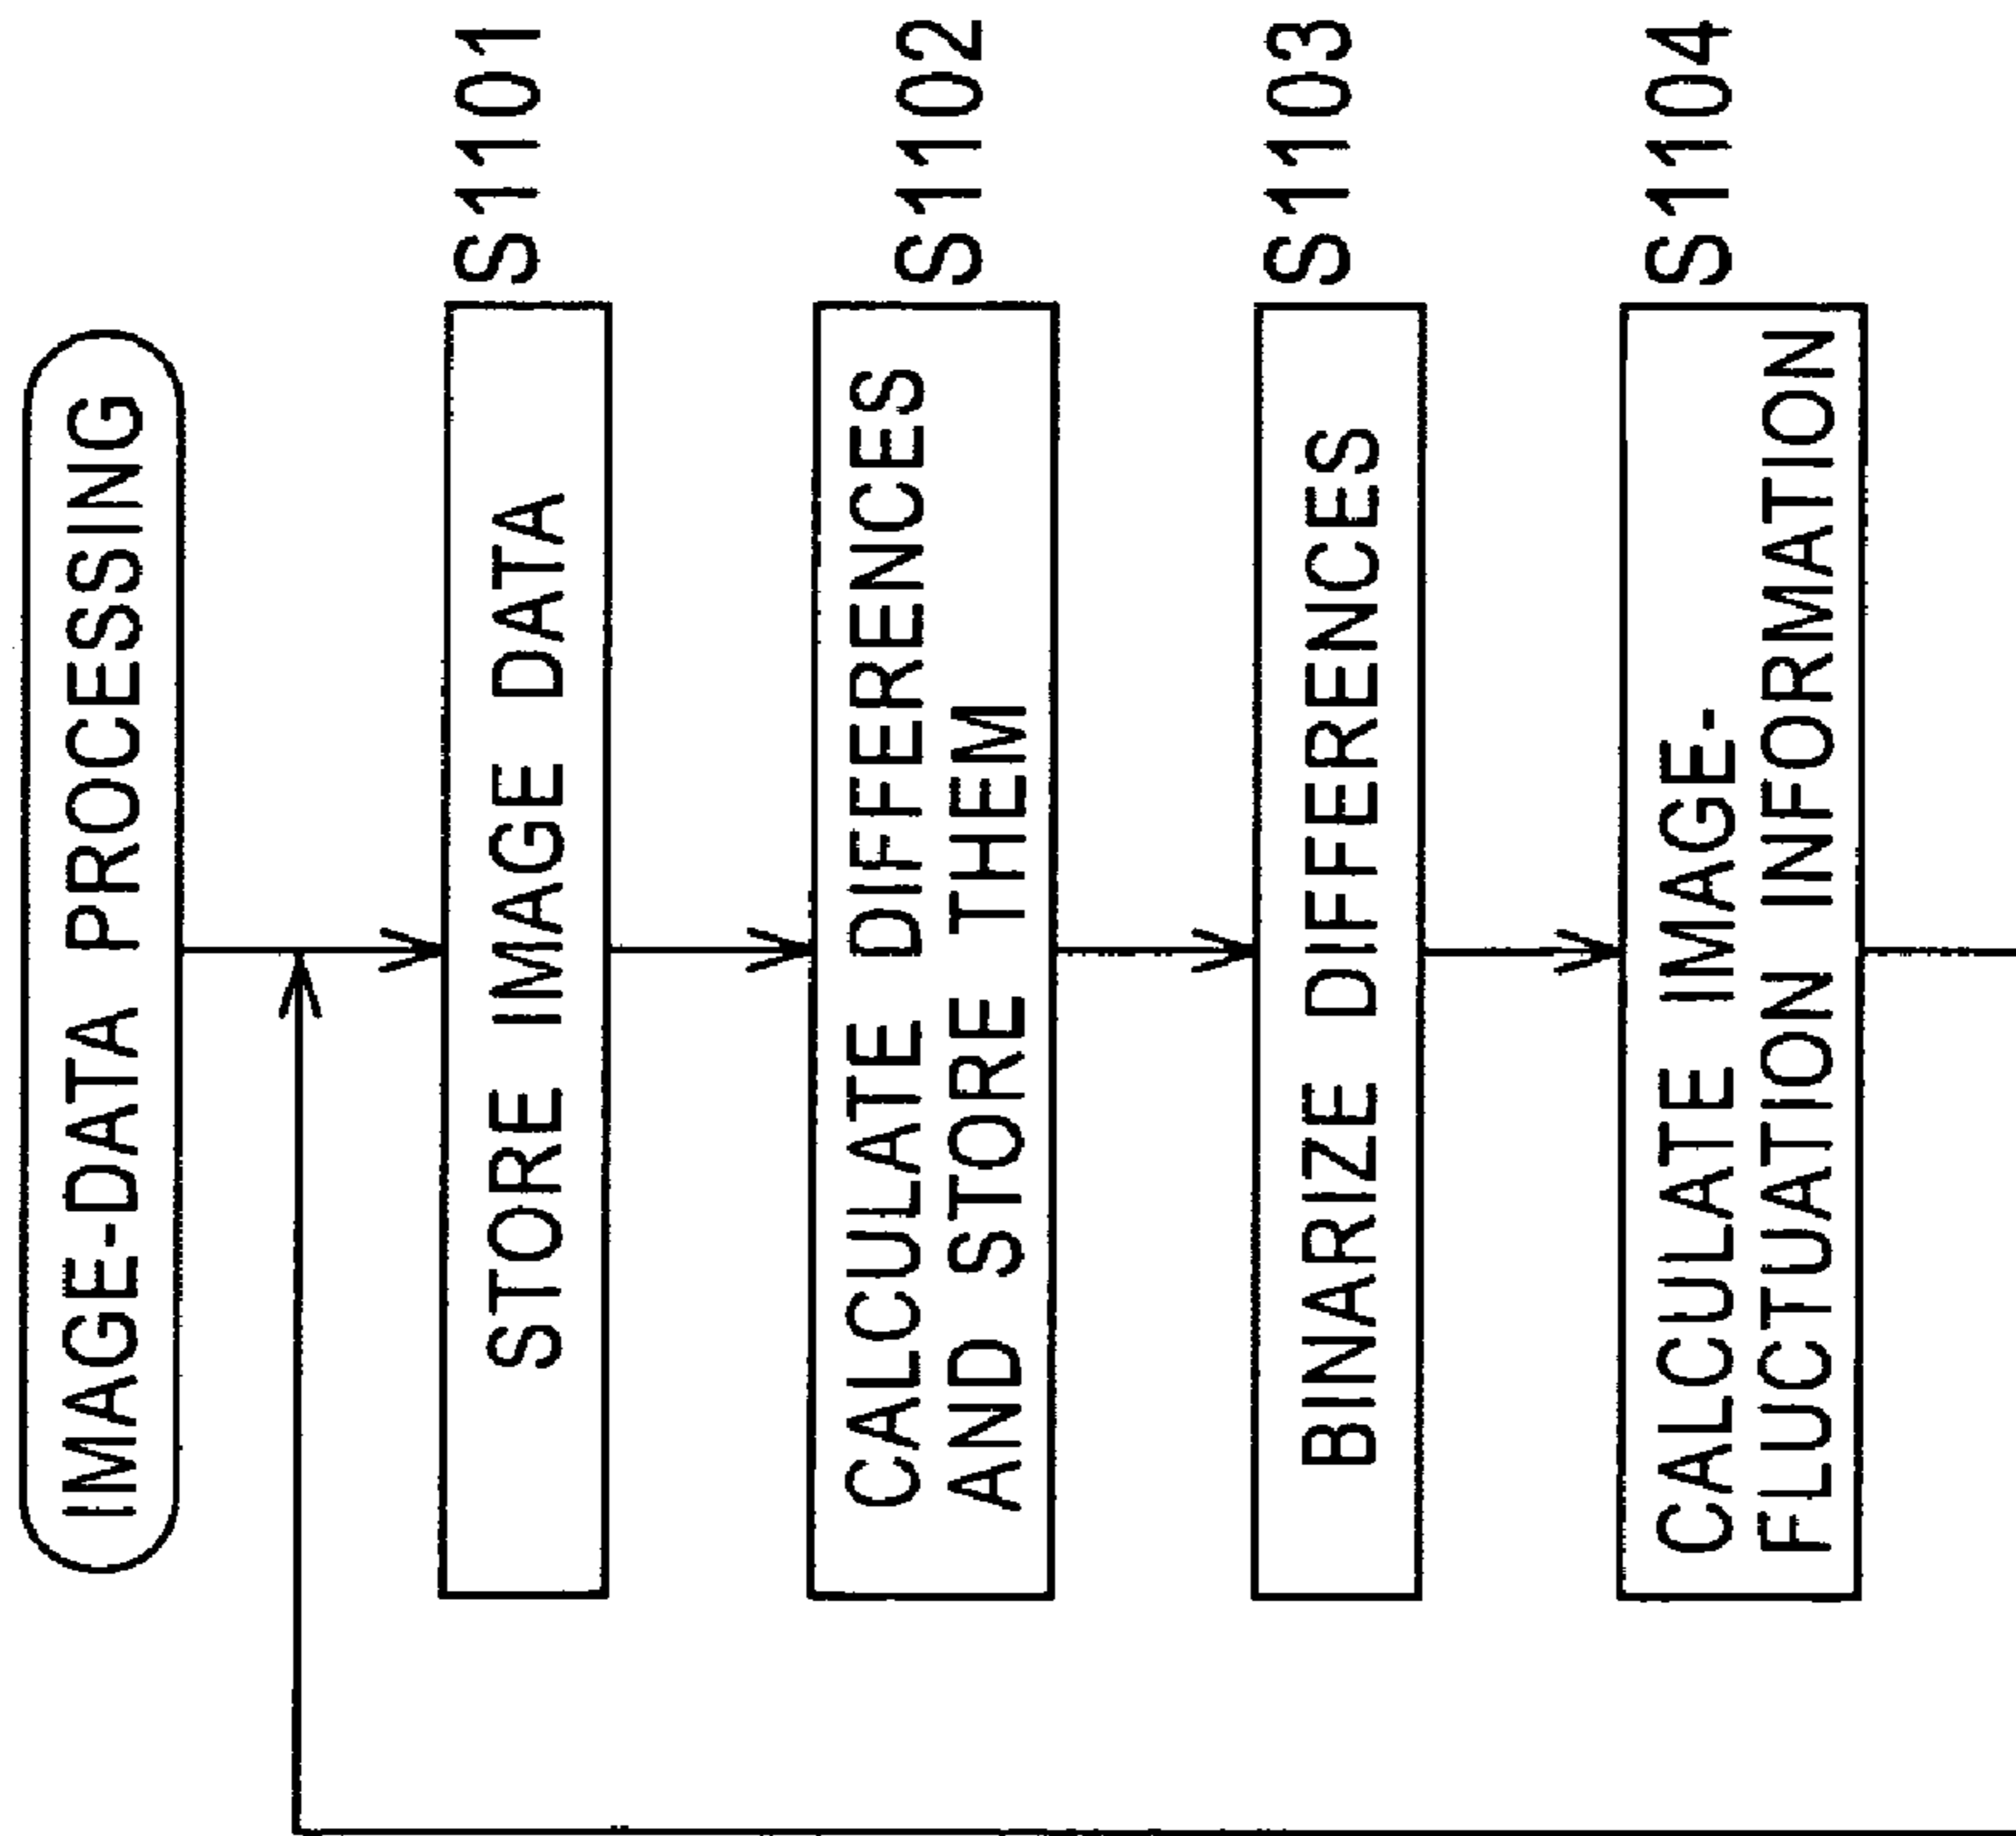 IMAGE-DATA PROCESSING
STORE IMAGE DATA
S1101
CALCULATE DIFFERENCES
AND STORE THEM
S1102
BINARIZE DIFFERENCES
S1103
CALCULATE IMAGE-
FLUCTUATION INFORMATION
S1104